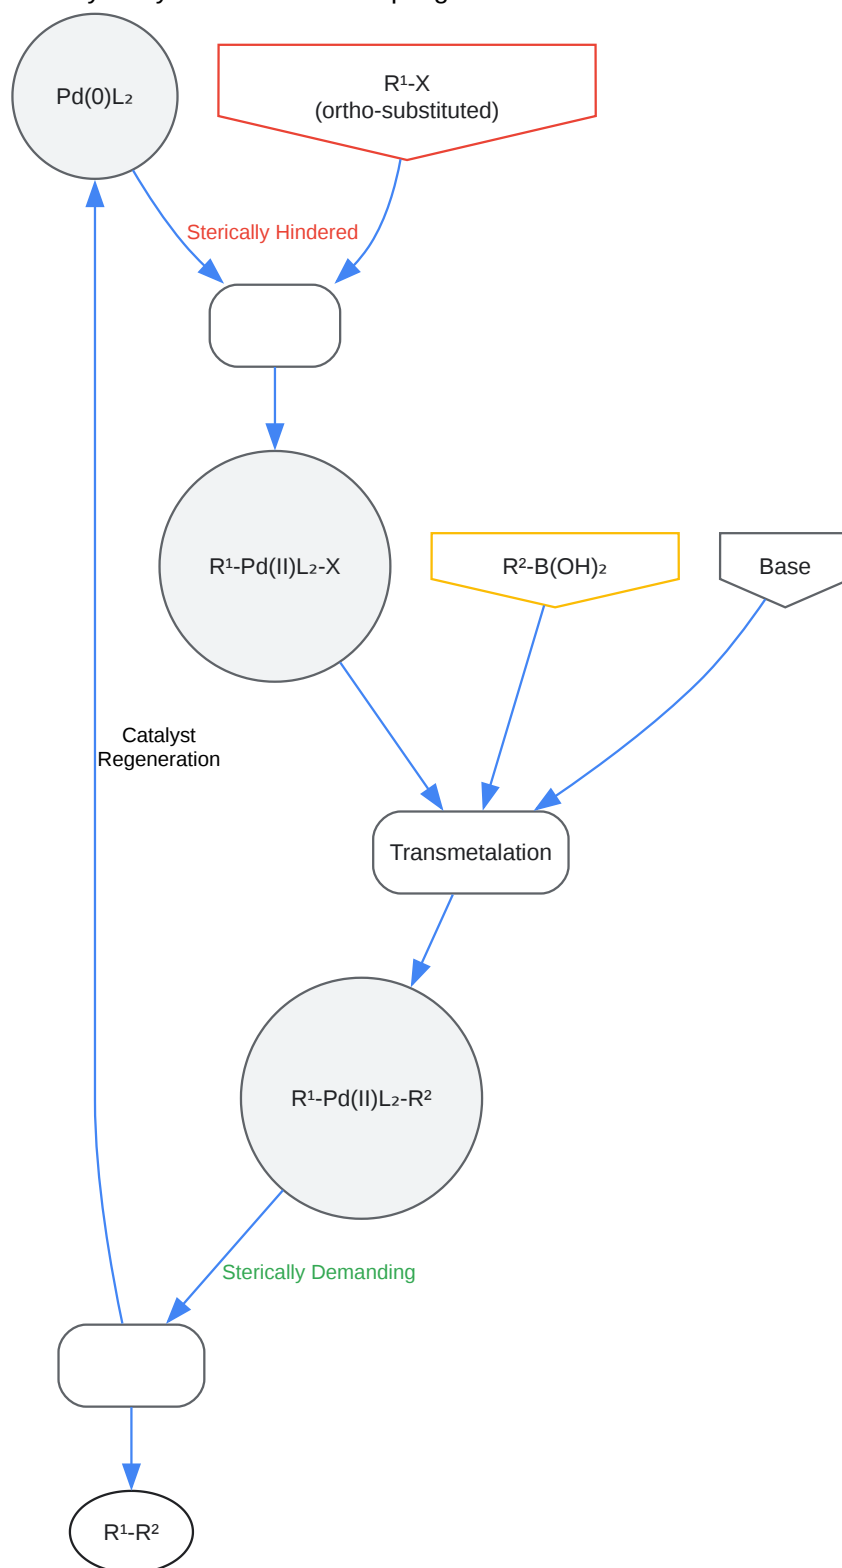 Pd(0)L₂
R¹-X
(ortho-substituted)
Sterically Hindered
R¹-Pd(II)L₂-X
R²-B(OH)₂
Base
Catalyst
Regeneration
Transmetalation
R¹-Pd(II)L₂-R²
Sterically Demanding
R¹-R²